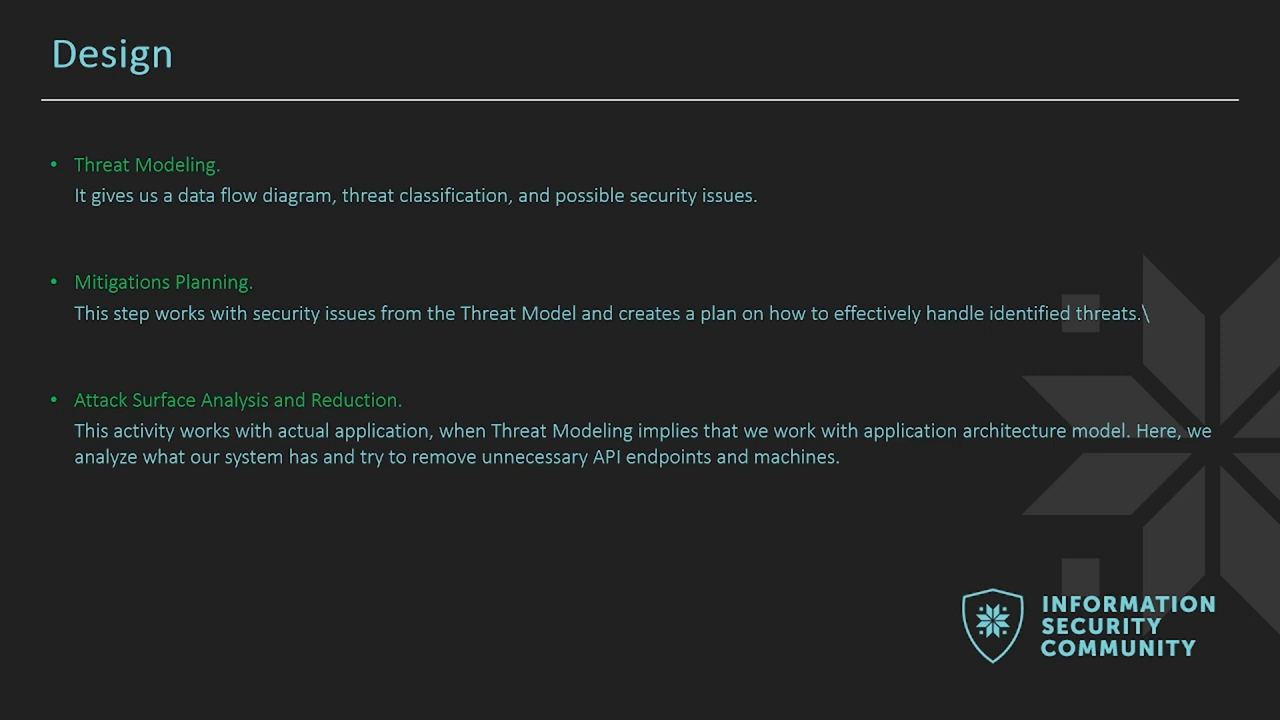 Design
• Threat Modeling.
It gives us a data flow diagram, threat classification, and possible security issues.
• Mitigations Planning.
This step works with security issues from the Threat Model and creates a plan on how to effectively handle identified threats.\
• Attack Surface Analysis and Reduction.
This activity works with actual application, when Threat Modeling implies that we work with application architecture model. Here, we
analyze what our system has and try to remove unnecessary API endpoints and machines.
INFORMATION
SECURITY
COMMUNITY